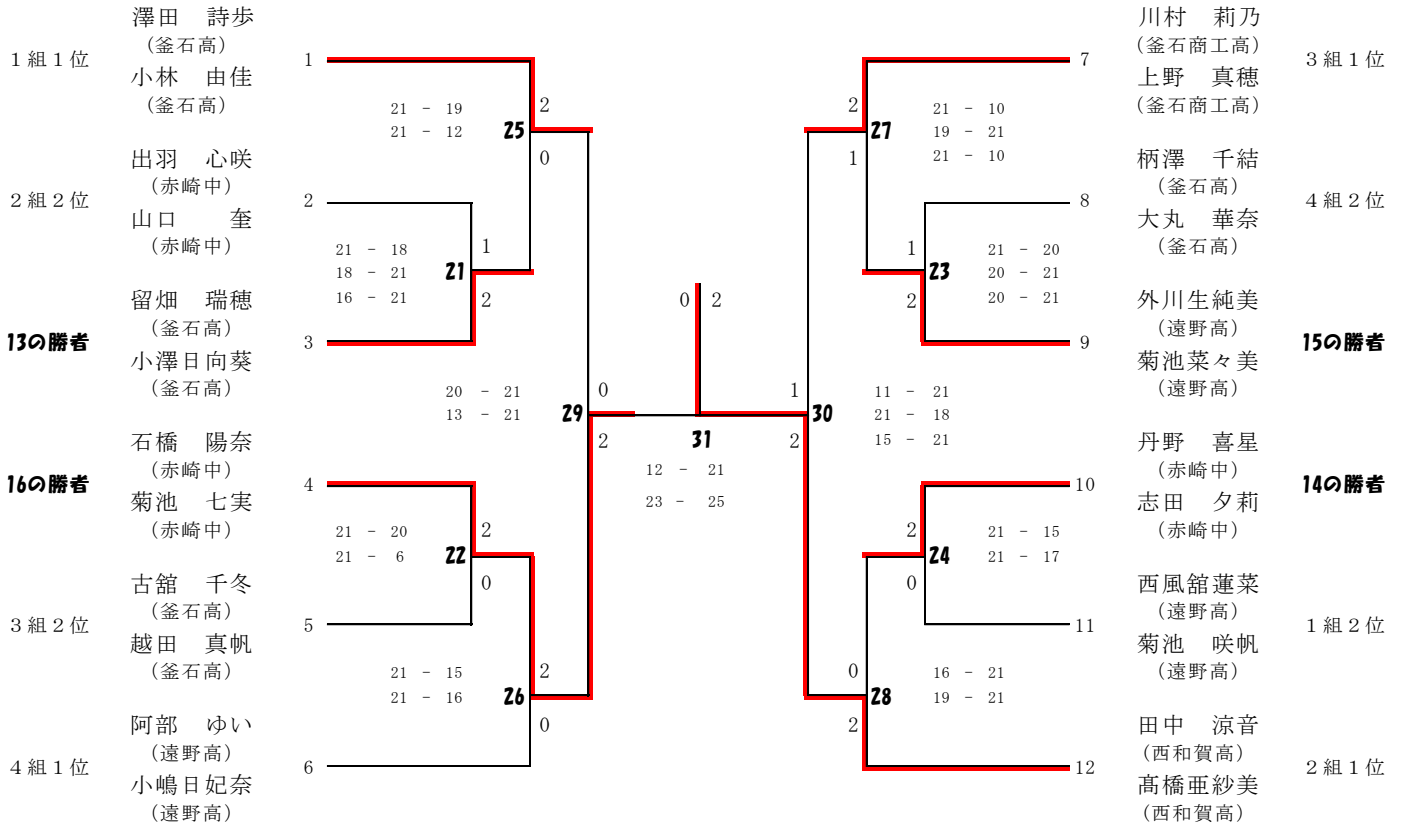 澤田　詩歩
(釜石高)
1組1位
1
小林　由佳
(釜石高)
21 - 19
21 - 12
25
2
0
出羽　心咲
(赤崎中)
2組2位
2
山口　　奎
(赤崎中)
21 - 18
18 - 21
16 - 21
21
1
2
留畑　瑞穂
(釜石高)
13の勝者
3
小澤日向葵
(釜石高)
20 - 21
13 - 21
29
0
2
石橋　陽奈
(赤崎中)
16の勝者
4
菊池　七実
(赤崎中)
21 - 20
21 - 6
22
2
0
古舘　千冬
(釜石高)
3組2位
5
越田　真帆
(釜石高)
21 - 15
21 - 16
26
2
0
阿部　ゆい
(遠野高)
4組1位
6
小嶋日妃奈
(遠野高)
0 2
31
12 - 21
23 - 25
川村　莉乃
(釜石商工高)
7
3組1位
上野　真穂
(釜石商工高)
2
1
27
21 - 10
19 - 21
21 - 10
柄澤　千結
(釜石高)
8
4組2位
大丸　華奈
(釜石高)
1
2
23
21 - 20
20 - 21
20 - 21
外川生純美
(遠野高)
9
15の勝者
菊池菜々美
(遠野高)
1
2
30
11 - 21
21 - 18
15 - 21
丹野　喜星
(赤崎中)
10
14の勝者
志田　夕莉
(赤崎中)
2
0
24
21 - 15
21 - 17
西風舘蓮菜
(遠野高)
11
1組2位
菊池　咲帆
(遠野高)
0
2
28
16 - 21
19 - 21
田中　涼音
(西和賀高)
12
2組1位
髙橋亜紗美
(西和賀高)